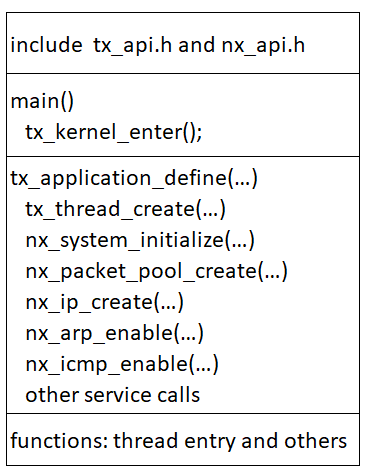 include tx_api.h and nx_api.h
main()
tx_kernel_enter();
tx_application_define(…)
tx_thread_create(…)
nx_system_initialize(…)
nx_packet_pool_create(…)
nx_ip_create(…)
nx_arp_enable(…)
nx_icmp_enable(…)
other service calls
functions: thread entry and others